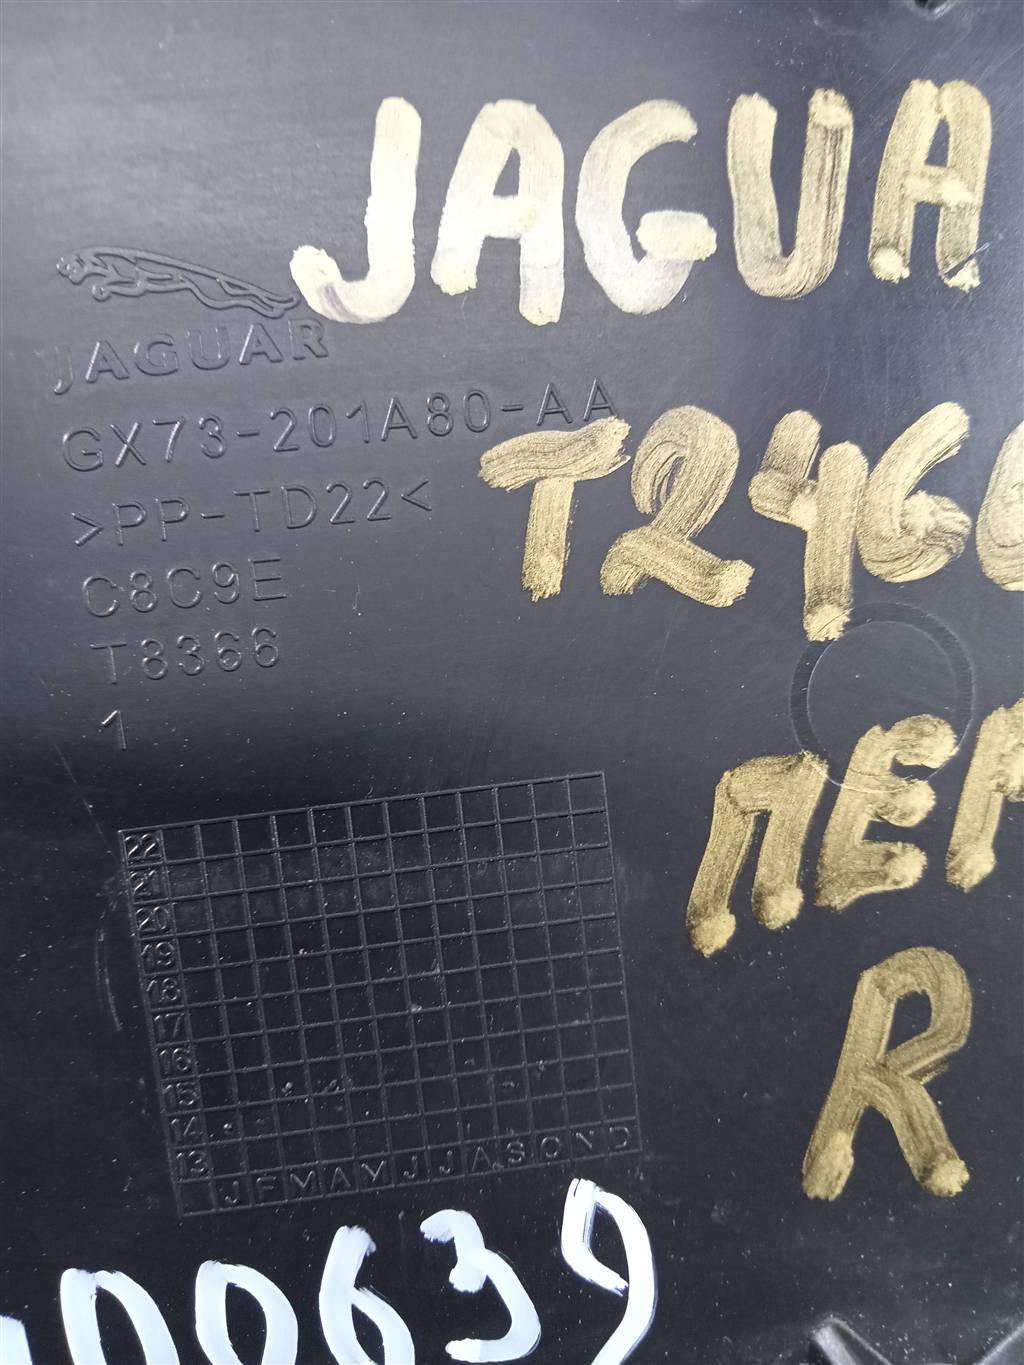 JAGUA
JAGUAR
GX73-201A80-AA
T246
>PP-TD22<
C8C9E
T8366
1
ПЕР
R
22
21
20
19
18
17
16
15
14
13
J F M A M J J A S O N D
00639